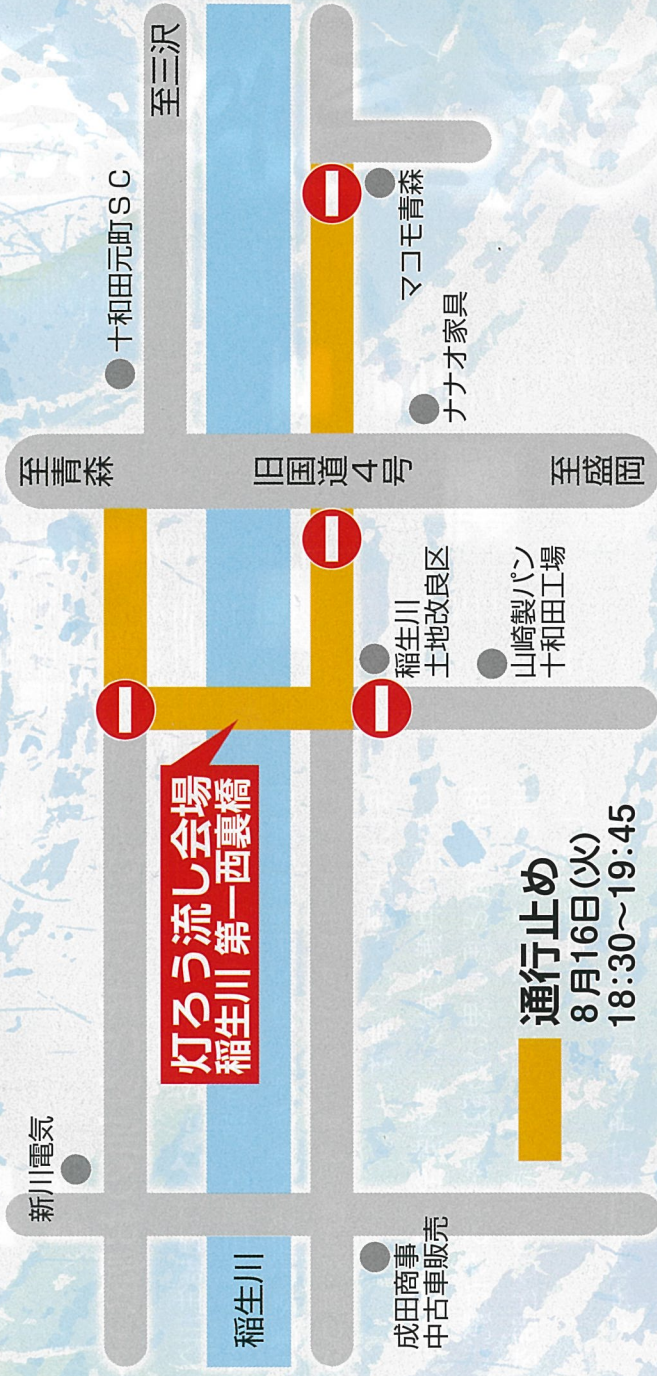 新川電気
至青森
十和田元町SC
至三沢
灯ろう流し会場
稲生川 第一西裏橋
稲生川
旧国道4号
成田商事
中古車販売
稲生川
土地改良区
ナナオ家具
マコモ青森
山崎製パン
十和田工場
至盛岡
通行止め
8月16日(火)
18:30~19:45